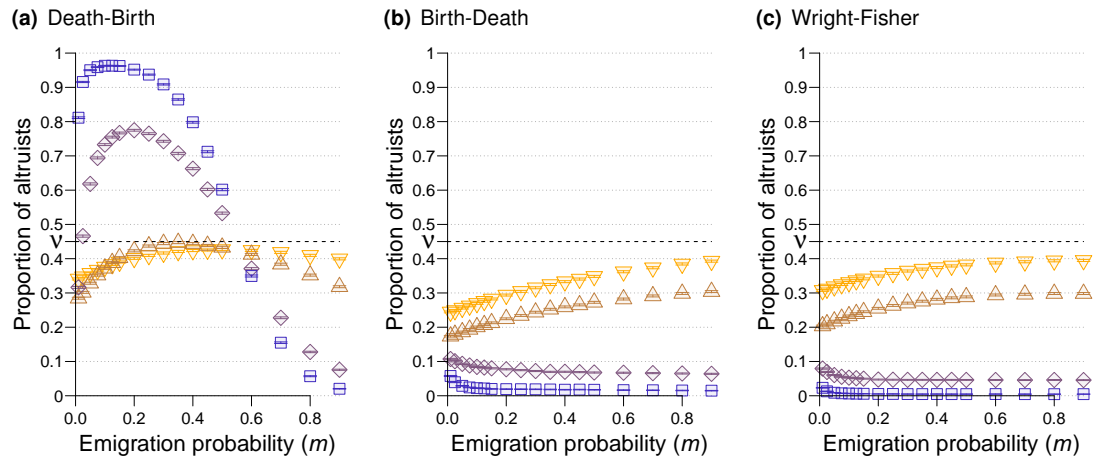 (a) Death-Birth
(b) Birth-Death
(c) Wright-Fisher
Proportion of altruists
1
0.9
0.8
0.7
0.6
0.5
ν
0.4
0.3
0.2
0.1
0
0.0 0.2 0.4 0.6 0.8
Emigration probability (m)
Proportion of altruists
1
0.9
0.8
0.7
0.6
0.5
ν
0.4
0.3
0.2
0.1
0
0.0 0.2 0.4 0.6 0.8
Emigration probability (m)
Proportion of altruists
1
0.9
0.8
0.7
0.6
0.5
ν
0.4
0.3
0.2
0.1
0
0.0 0.2 0.4 0.6 0.8
Emigration probability (m)